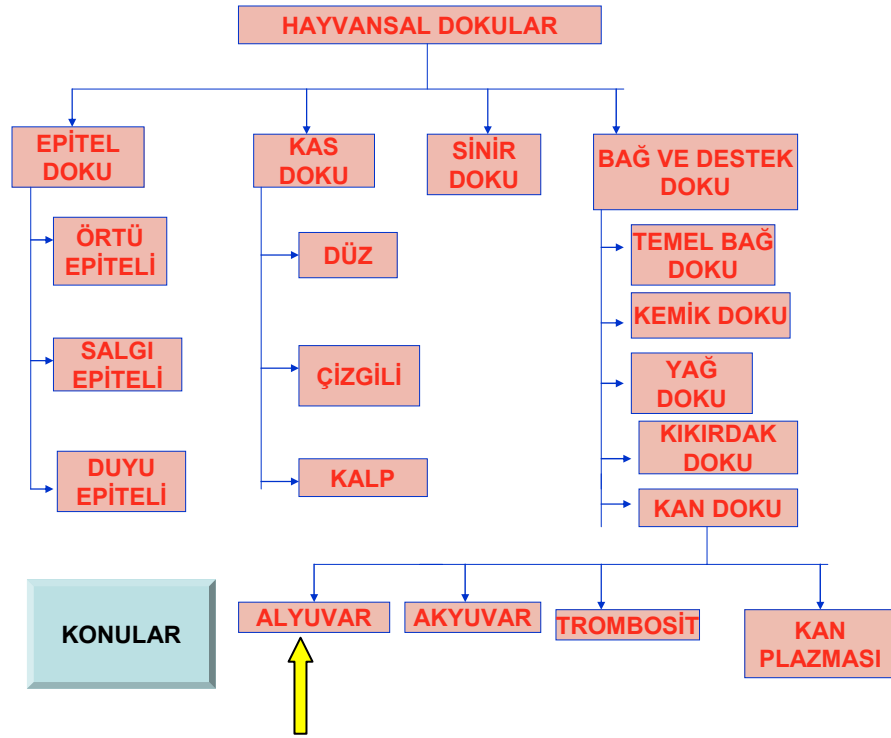 HAYVANSAL DOKULAR
EPİTEL
DOKU
KAS
DOKU
SİNİR
DOKU
BAĞ VE DESTEK
DOKU
ÖRTÜ
EPİTELİ
SALGI
EPİTELİ
DUYU
EPİTELİ
DÜZ
ÇİZGİLİ
KALP
TEMEL BAĞ
DOKU
KEMİK DOKU
YAĞ
DOKU
KIKIRDAK
DOKU
KAN DOKU
ALYUVAR
AKYUVAR
TROMBOSİT
KAN
PLAZMASI
KONULAR